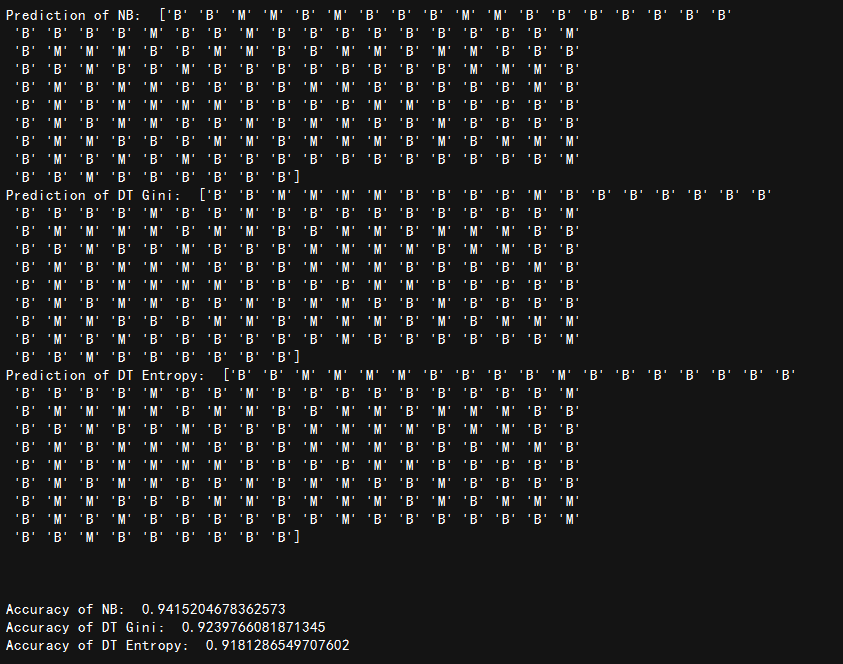 Prediction of NB:  ['B' 'B' 'M' 'M' 'B' 'M' 'B' 'B' 'B' 'M' 'M' 'B' 'B' 'B' 'B' 'B' 'B' 'B'
'B' 'B' 'B' 'B' 'M' 'B' 'B' 'M' 'B' 'B' 'B' 'B' 'B' 'B' 'B' 'B' 'B' 'M'
'B' 'M' 'M' 'M' 'B' 'B' 'M' 'M' 'B' 'B' 'B' 'M' 'B' 'M' 'M' 'B' 'B' 'B'
'B' 'B' 'M' 'B' 'B' 'M' 'B' 'B' 'B' 'B' 'B' 'B' 'B' 'B' 'M' 'M' 'M' 'B'
'B' 'M' 'B' 'M' 'M' 'B' 'B' 'B' 'B' 'M' 'M' 'B' 'B' 'B' 'B' 'B' 'M' 'B'
'B' 'M' 'B' 'M' 'M' 'M' 'M' 'B' 'B' 'B' 'B' 'M' 'M' 'B' 'B' 'B' 'B' 'B'
'B' 'M' 'B' 'M' 'M' 'B' 'B' 'M' 'B' 'M' 'M' 'B' 'B' 'M' 'B' 'B' 'B' 'B'
'B' 'M' 'M' 'B' 'B' 'B' 'M' 'M' 'B' 'M' 'M' 'M' 'B' 'M' 'B' 'M' 'M' 'M'
'B' 'M' 'B' 'M' 'B' 'B' 'M' 'B' 'B' 'B' 'B' 'B' 'B' 'B' 'B' 'B' 'B' 'M'
'B' 'B' 'M' 'B' 'B' 'B' 'B' 'B' 'B']
Prediction of DT Gini:  ['B' 'B' 'M' 'M' 'M' 'M' 'B' 'B' 'B' 'B' 'M' 'B' 'B' 'B' 'B' 'B' 'B' 'B'
'B' 'B' 'B' 'B' 'M' 'B' 'B' 'M' 'B' 'B' 'B' 'B' 'B' 'B' 'B' 'B' 'B' 'M'
'B' 'M' 'M' 'M' 'B' 'B' 'M' 'M' 'B' 'B' 'M' 'M' 'B' 'M' 'M' 'M' 'B' 'B'
'B' 'B' 'M' 'B' 'B' 'M' 'B' 'B' 'B' 'M' 'M' 'M' 'M' 'B' 'M' 'M' 'B' 'B'
'B' 'M' 'B' 'M' 'M' 'M' 'B' 'B' 'B' 'M' 'M' 'M' 'B' 'B' 'B' 'B' 'M' 'B'
'B' 'M' 'B' 'M' 'M' 'M' 'M' 'B' 'B' 'B' 'B' 'M' 'M' 'B' 'B' 'B' 'B' 'B'
'B' 'M' 'B' 'M' 'M' 'B' 'B' 'M' 'B' 'M' 'M' 'B' 'B' 'M' 'B' 'B' 'B' 'B'
'B' 'M' 'M' 'B' 'B' 'B' 'M' 'M' 'B' 'M' 'M' 'M' 'B' 'M' 'B' 'M' 'M' 'M'
'B' 'M' 'B' 'M' 'B' 'B' 'B' 'B' 'B' 'B' 'M' 'B' 'B' 'B' 'B' 'B' 'B' 'M'
'B' 'B' 'M' 'B' 'B' 'B' 'B' 'B' 'B']
Prediction of DT Entropy:  ['B' 'B' 'M' 'M' 'M' 'M' 'B' 'B' 'B' 'B' 'M' 'B' 'B' 'B' 'B' 'B' 'B' 'B'
'B' 'B' 'B' 'B' 'M' 'B' 'B' 'M' 'B' 'B' 'B' 'B' 'B' 'B' 'B' 'B' 'B' 'M'
'B' 'M' 'M' 'M' 'M' 'B' 'M' 'M' 'B' 'B' 'M' 'M' 'B' 'M' 'M' 'M' 'B' 'B'
'B' 'B' 'M' 'B' 'B' 'M' 'B' 'B' 'B' 'M' 'M' 'M' 'M' 'B' 'M' 'M' 'B' 'B'
'B' 'M' 'M' 'M' 'M' 'M' 'B' 'B' 'B' 'M' 'M' 'M' 'B' 'B' 'M' 'B' 'M' 'B'
'B' 'M' 'B' 'M' 'M' 'M' 'M' 'B' 'B' 'B' 'B' 'M' 'M' 'B' 'B' 'B' 'B' 'B'
'B' 'M' 'B' 'M' 'B' 'B' 'M' 'M' 'B' 'M' 'M' 'M' 'B' 'M' 'B' 'B' 'B' 'B'
'B' 'M' 'M' 'B' 'B' 'B' 'M' 'M' 'B' 'M' 'M' 'M' 'B' 'M' 'B' 'M' 'M' 'M'
'B' 'M' 'B' 'M' 'B' 'B' 'B' 'B' 'B' 'B' 'M' 'B' 'B' 'B' 'B' 'B' 'B' 'M'
'B' 'B' 'M' 'B' 'B' 'B' 'B' 'B' 'B']
Accuracy of NB:  0.9415204678362573
Accuracy of DT Gini:  0.9239766081871345
Accuracy of DT Entropy:  0.9181286549707602